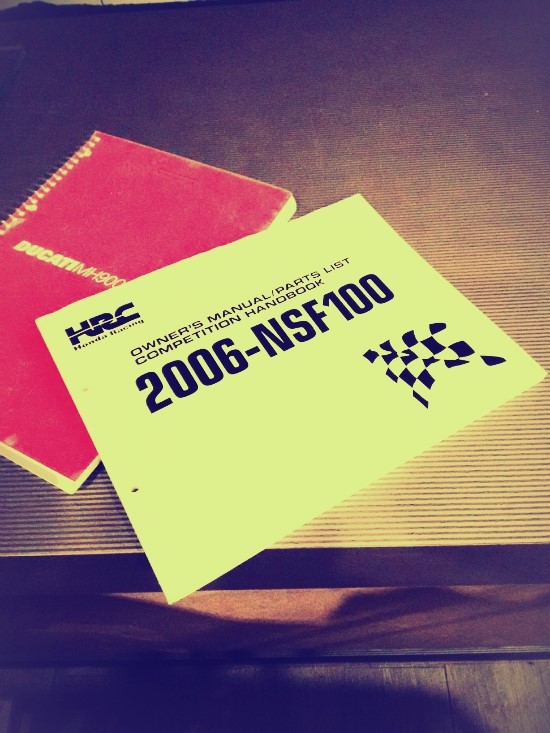 DUCATI MH900
HRC
Honda Racing
OWNER'S MANUAL/PARTS LIST
COMPETITION HANDBOOK
2006-NSF100